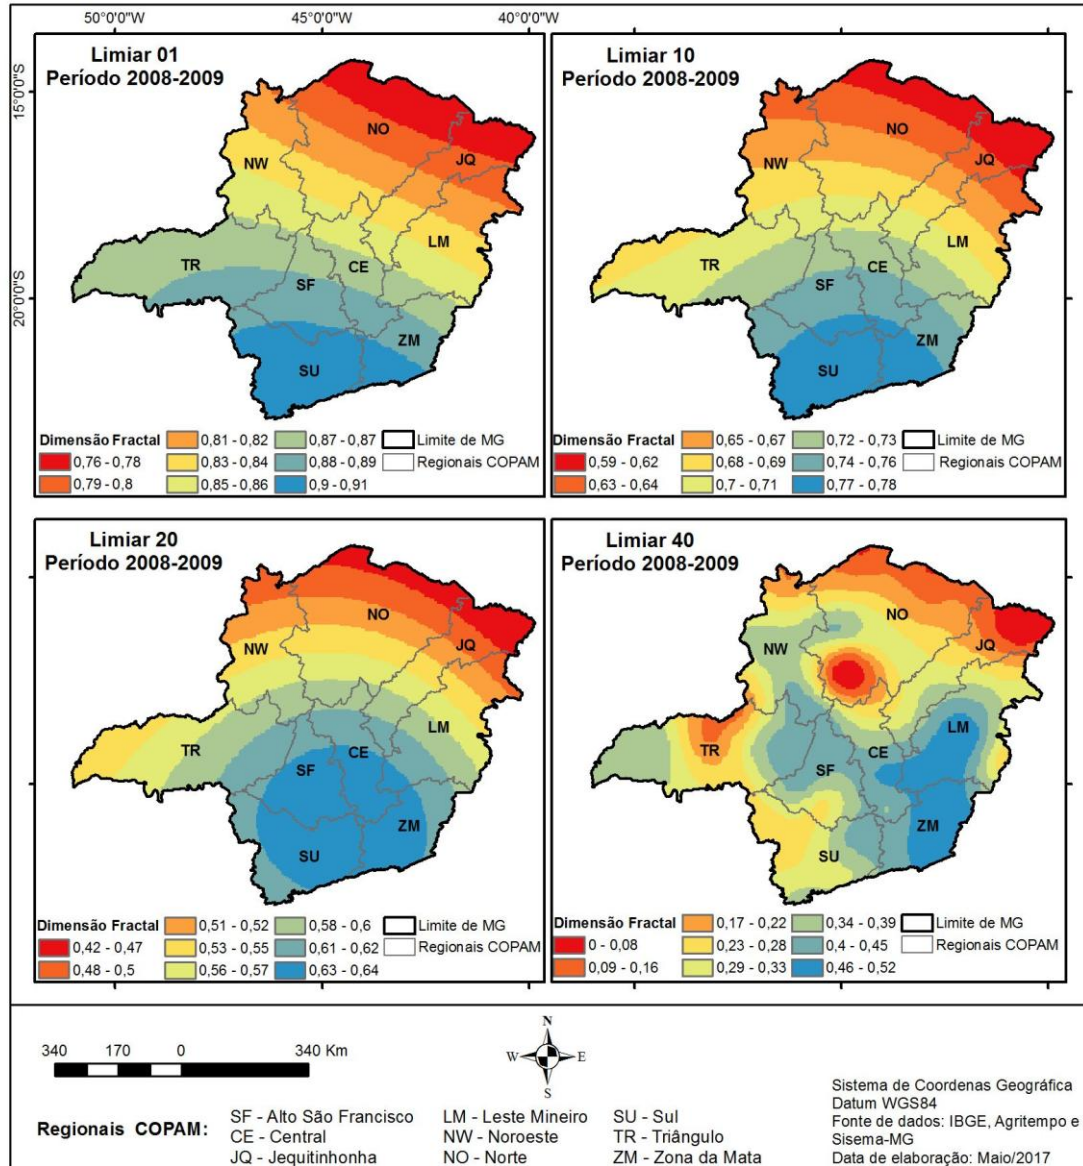 50°0'0"W 45°0'0"W 40°0'0"W
15°0'0"S
20°0'0"S
Limiar 01
Período 2008-2009
NO
JQ
NW
LM
TR
CE
SF
ZM
SU
Dimensão Fractal
0,76 - 0,78
0,79 - 0,8
0,81 - 0,82
0,83 - 0,84
0,85 - 0,86
0,87 - 0,87
0,88 - 0,89
0,9 - 0,91
Limite de MG
Regionais COPAM
Limiar 10
Período 2008-2009
NO
JQ
NW
LM
TR
CE
SF
ZM
SU
Dimensão Fractal
0,59 - 0,62
0,63 - 0,64
0,65 - 0,67
0,68 - 0,69
0,7 - 0,71
0,72 - 0,73
0,74 - 0,76
0,77 - 0,78
Limite de MG
Regionais COPAM
Limiar 20
Período 2008-2009
NO
JQ
NW
LM
TR
CE
SF
ZM
SU
Dimensão Fractal
0,42 - 0,47
0,48 - 0,5
0,51 - 0,52
0,53 - 0,55
0,56 - 0,57
0,58 - 0,6
0,61 - 0,62
0,63 - 0,64
Limite de MG
Regionais COPAM
Limiar 40
Período 2008-2009
NO
JQ
NW
LM
TR
CE
SF
ZM
SU
Dimensão Fractal
0 - 0,08
0,09 - 0,16
0,17 - 0,22
0,23 - 0,28
0,29 - 0,33
0,34 - 0,39
0,4 - 0,45
0,46 - 0,52
Limite de MG
Regionais COPAM
340 170 0 340 Km
N
W E
S
Regionais COPAM:
SF - Alto São Francisco
CE - Central
JQ - Jequitinhonha
LM - Leste Mineiro
NW - Noroeste
NO - Norte
SU - Sul
TR - Triângulo
ZM - Zona da Mata
Sistema de Coordenas Geográfica
Datum WGS84
Fonte de dados: IBGE, Agritempo e
Sisema-MG
Data de elaboração: Maio/2017